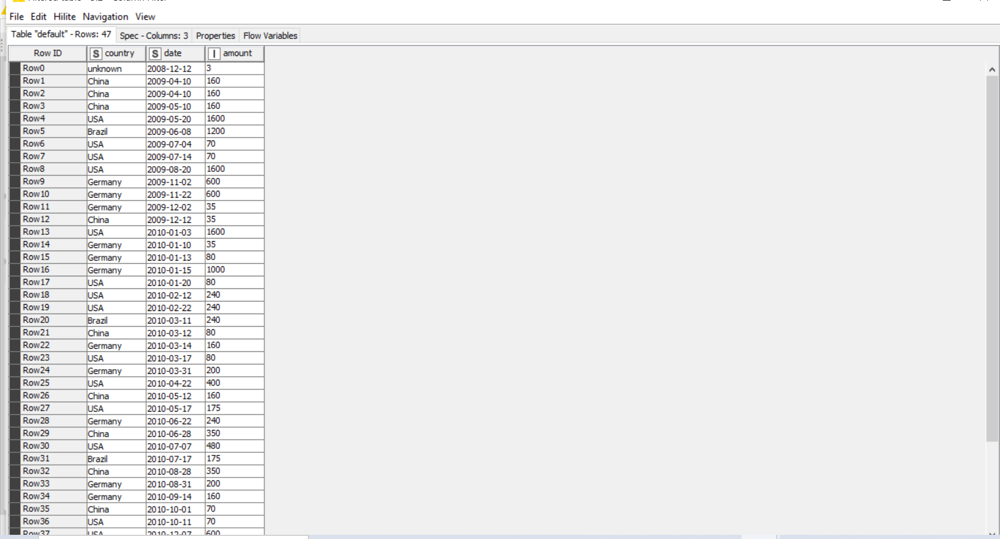 File Edit Hilite Navigation View
Table "default" - Rows: 47 Spec - Columns: 3 Properties Flow Variables
Row ID S country S date I amount
Row0 unknown 2008-12-12 3
Row1 China 2009-04-10 160
Row2 China 2009-04-10 160
Row3 China 2009-05-10 160
Row4 USA 2009-05-20 1600
Row5 Brazil 2009-06-08 1200
Row6 USA 2009-07-04 70
Row7 USA 2009-07-14 70
Row8 USA 2009-08-20 1600
Row9 Germany 2009-11-02 600
Row10 Germany 2009-11-22 600
Row11 Germany 2009-12-02 35
Row12 China 2009-12-12 35
Row13 USA 2010-01-03 1600
Row14 Germany 2010-01-10 35
Row15 Germany 2010-01-13 80
Row16 Germany 2010-01-15 1000
Row17 USA 2010-01-20 80
Row18 USA 2010-02-12 240
Row19 USA 2010-02-22 240
Row20 Brazil 2010-03-11 240
Row21 China 2010-03-12 80
Row22 Germany 2010-03-14 160
Row23 USA 2010-03-17 80
Row24 Germany 2010-03-31 200
Row25 USA 2010-04-22 400
Row26 China 2010-05-12 160
Row27 USA 2010-05-17 175
Row28 Germany 2010-06-22 240
Row29 China 2010-06-28 350
Row30 USA 2010-07-07 480
Row31 Brazil 2010-07-17 175
Row32 China 2010-08-28 350
Row33 Germany 2010-08-31 200
Row34 Germany 2010-09-14 160
Row35 China 2010-10-01 70
Row36 USA 2010-10-11 70
Row37 USA 2010-12-07 600